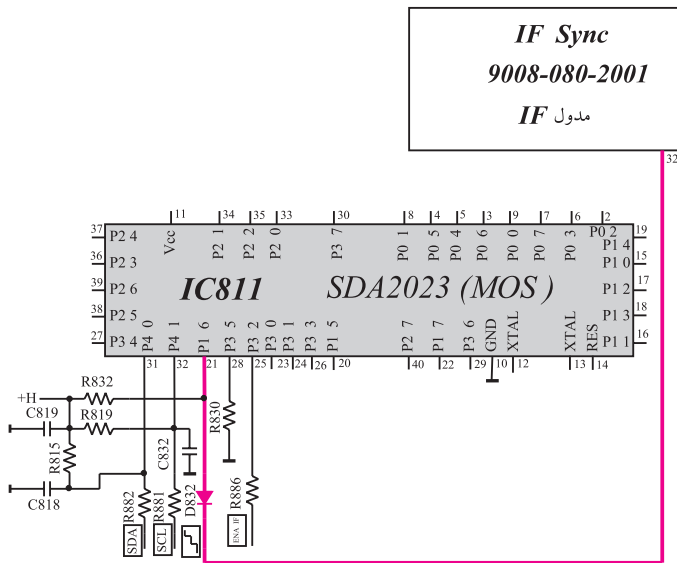 IF Sync
9008-080-2001
مدول IF
32
11
34
35
33
30
8
4
5
3
9
7
6
2
37
36
39
38
27
P2 4
P2 3
P2 6
P2 5
P3 4
Vcc
P2 1
P2 2
P2 0
P3 7
P0 1
P0 5
P0 4
P0 6
P0 0
P0 7
P0 3
P0 2
P1 4
P1 0
P1 2
P1 3
P1 1
19
15
17
18
16
IC811 SDA2023 (MOS)
P4 0
P4 1
P1 6
P3 5
P3 2
P3 0
P3 1
P3 3
P1 5
P2 7
P1 7
P3 6
GND
XTAL
XTAL
RES
31
32
21
28
25
23
24
26
20
40
22
29
10
12
13
14
+H
R832
C819
R819
R815
C818
C832
R830
R882
R881
D832
R886
SDA
SCL
ENA IF